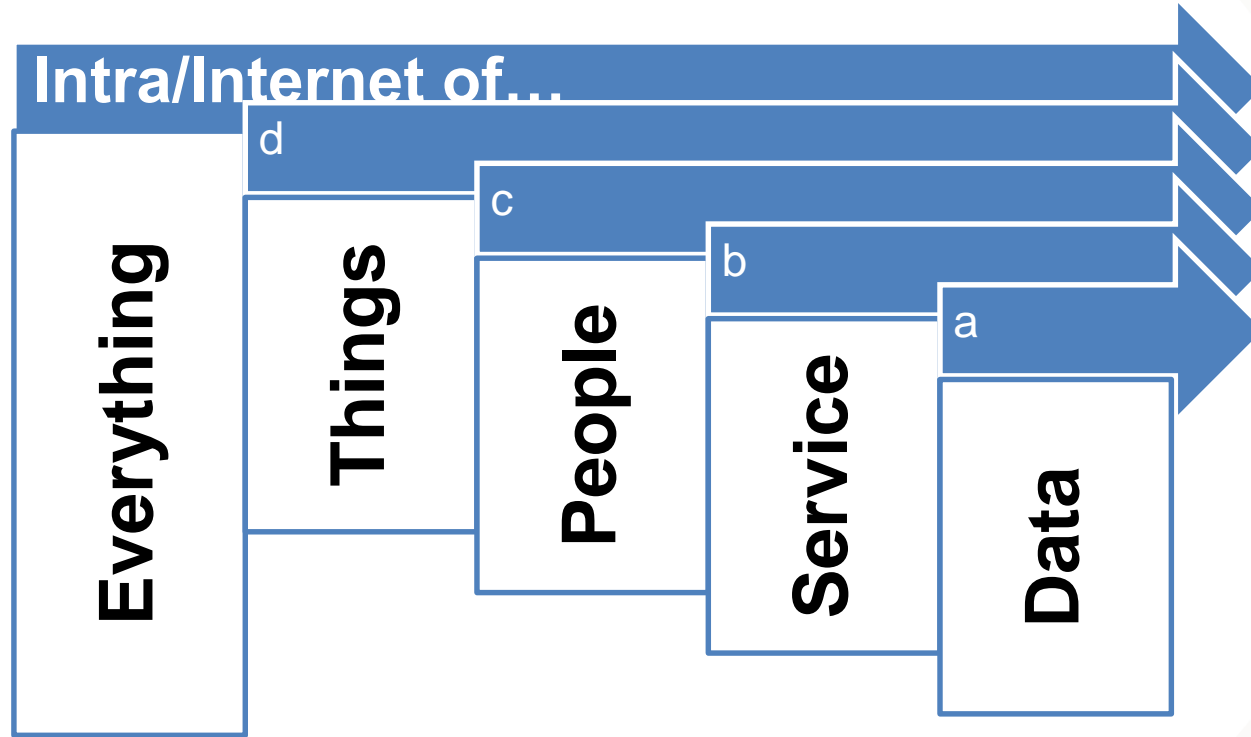 Intra/Internet of...
d
c
b
a
Everything
Things
People
Service
Data